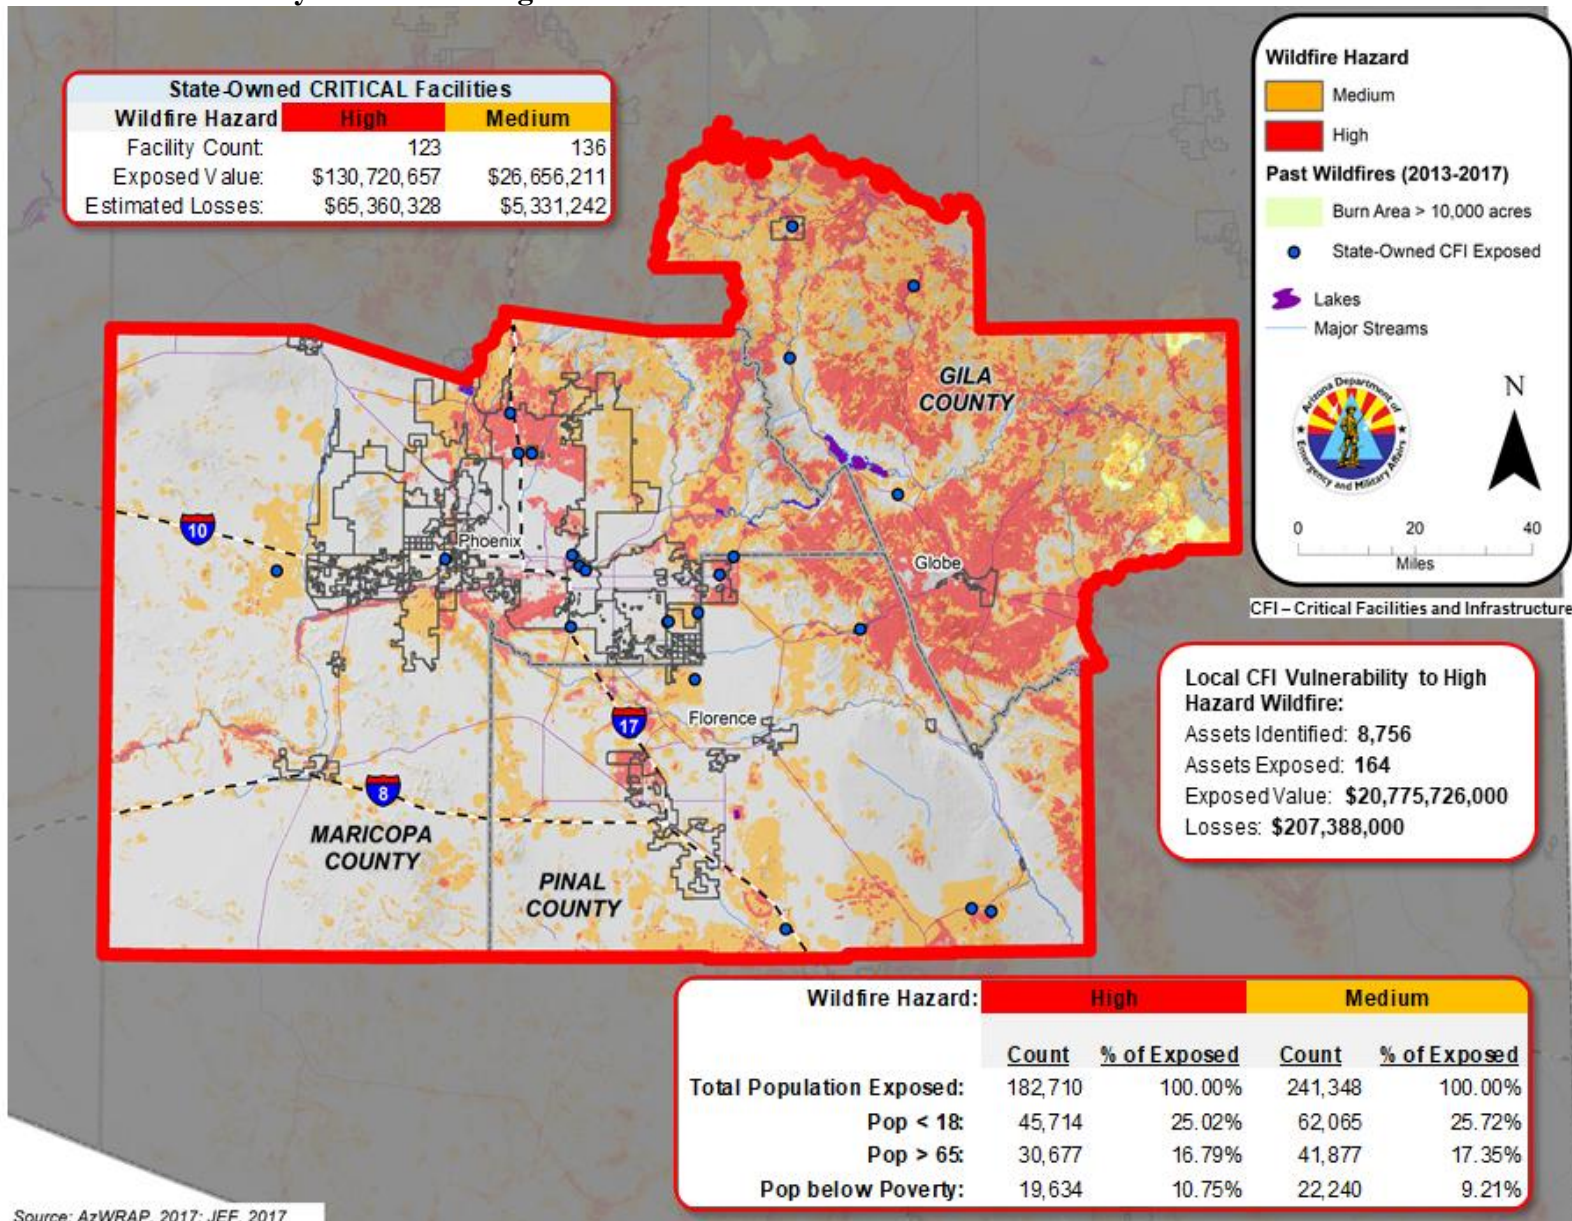 State-Owned CRITICAL Facilities
Wildfire Hazard High Medium
Facility Count: 123 136
Exposed Value: $130,720,657 $26,656,211
Estimated Losses: $65,360,328 $5,331,242
Wildfire Hazard
Medium
High
Past Wildfires (2013-2017)
Burn Area > 10,000 acres
State-Owned CFI Exposed
Lakes
Major Streams
Arizona Department of
Emergency and Military Affairs
N
0 20 40
Miles
CFI – Critical Facilities and Infrastructure
GILA
COUNTY
10
Phoenix
Globe
17
Florence
8
MARICOPA
COUNTY
PINAL
COUNTY
Local CFI Vulnerability to High
Hazard Wildfire:
Assets Identified: 8,756
Assets Exposed: 164
Exposed Value: $20,775,726,000
Losses: $207,388,000
Wildfire Hazard: High Medium
Count % of Exposed Count % of Exposed
Total Population Exposed: 182,710 100.00% 241,348 100.00%
Pop < 18: 45,714 25.02% 62,065 25.72%
Pop > 65: 30,677 16.79% 41,877 17.35%
Pop below Poverty: 19,634 10.75% 22,240 9.21%
Source: AzWRAP, 2017; JEF, 2017